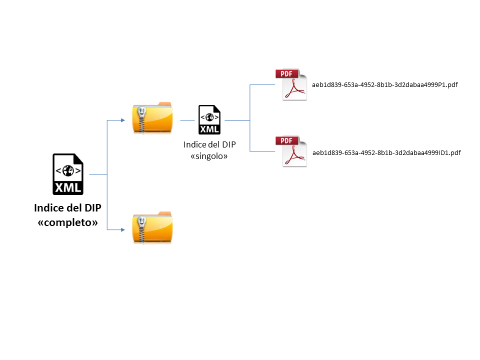 PDF
aeb1d839-653a-4952-8b1b-3d2dabaa4999P1.pdf
XML
Indice del DIP
«singolo»
PDF
aeb1d839-653a-4952-8b1b-3d2dabaa4999ID1.pdf
XML
Indice del DIP
«completo»